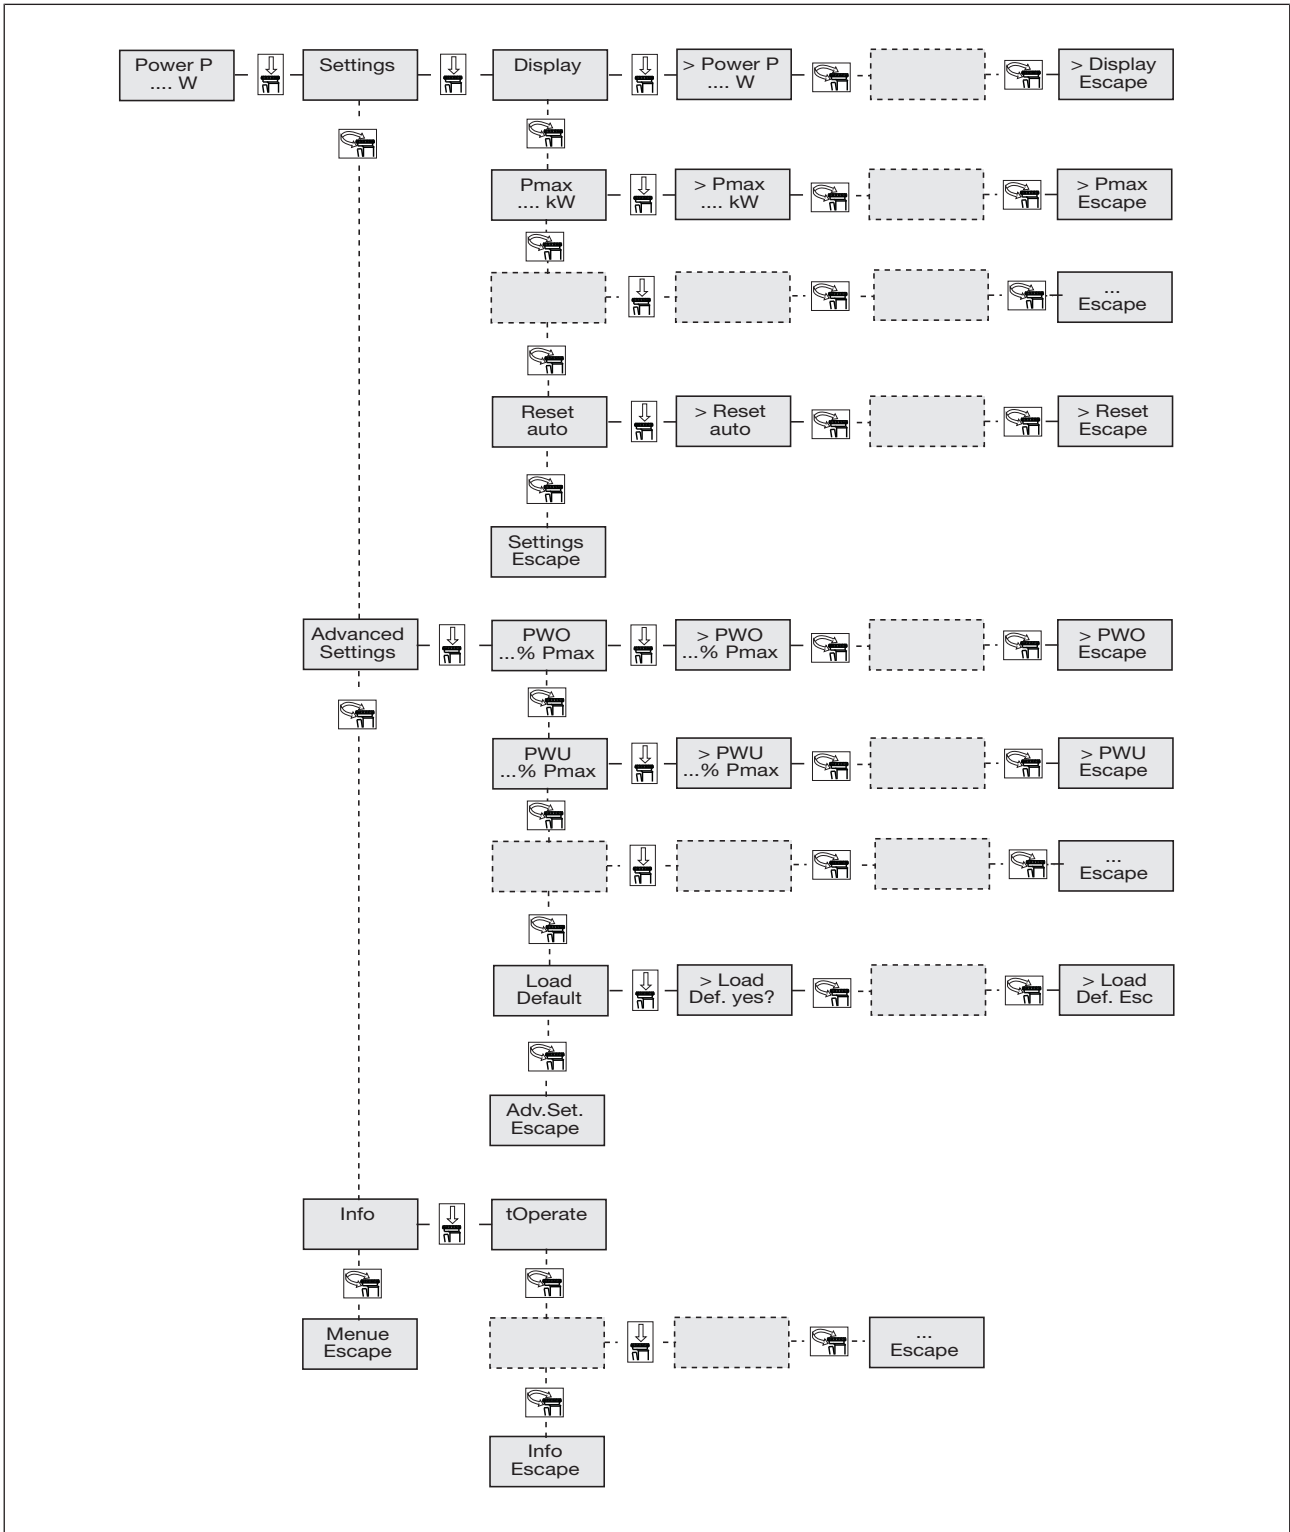 Power P
.... W
Settings
Display
> Power P
.... W
> Display
Escape
Pmax
.... kW
> Pmax
.... kW
> Pmax
Escape
...
Escape
Reset
auto
> Reset
auto
> Reset
Escape
Settings
Escape
Advanced
Settings
PWO
...% Pmax
> PWO
...% Pmax
> PWO
Escape
PWU
...% Pmax
> PWU
...% Pmax
> PWU
Escape
...
Escape
Load
Default
> Load
Def. yes?
> Load
Def. Esc
Adv.Set.
Escape
Info
tOperate
Menue
Escape
...
Escape
Info
Escape